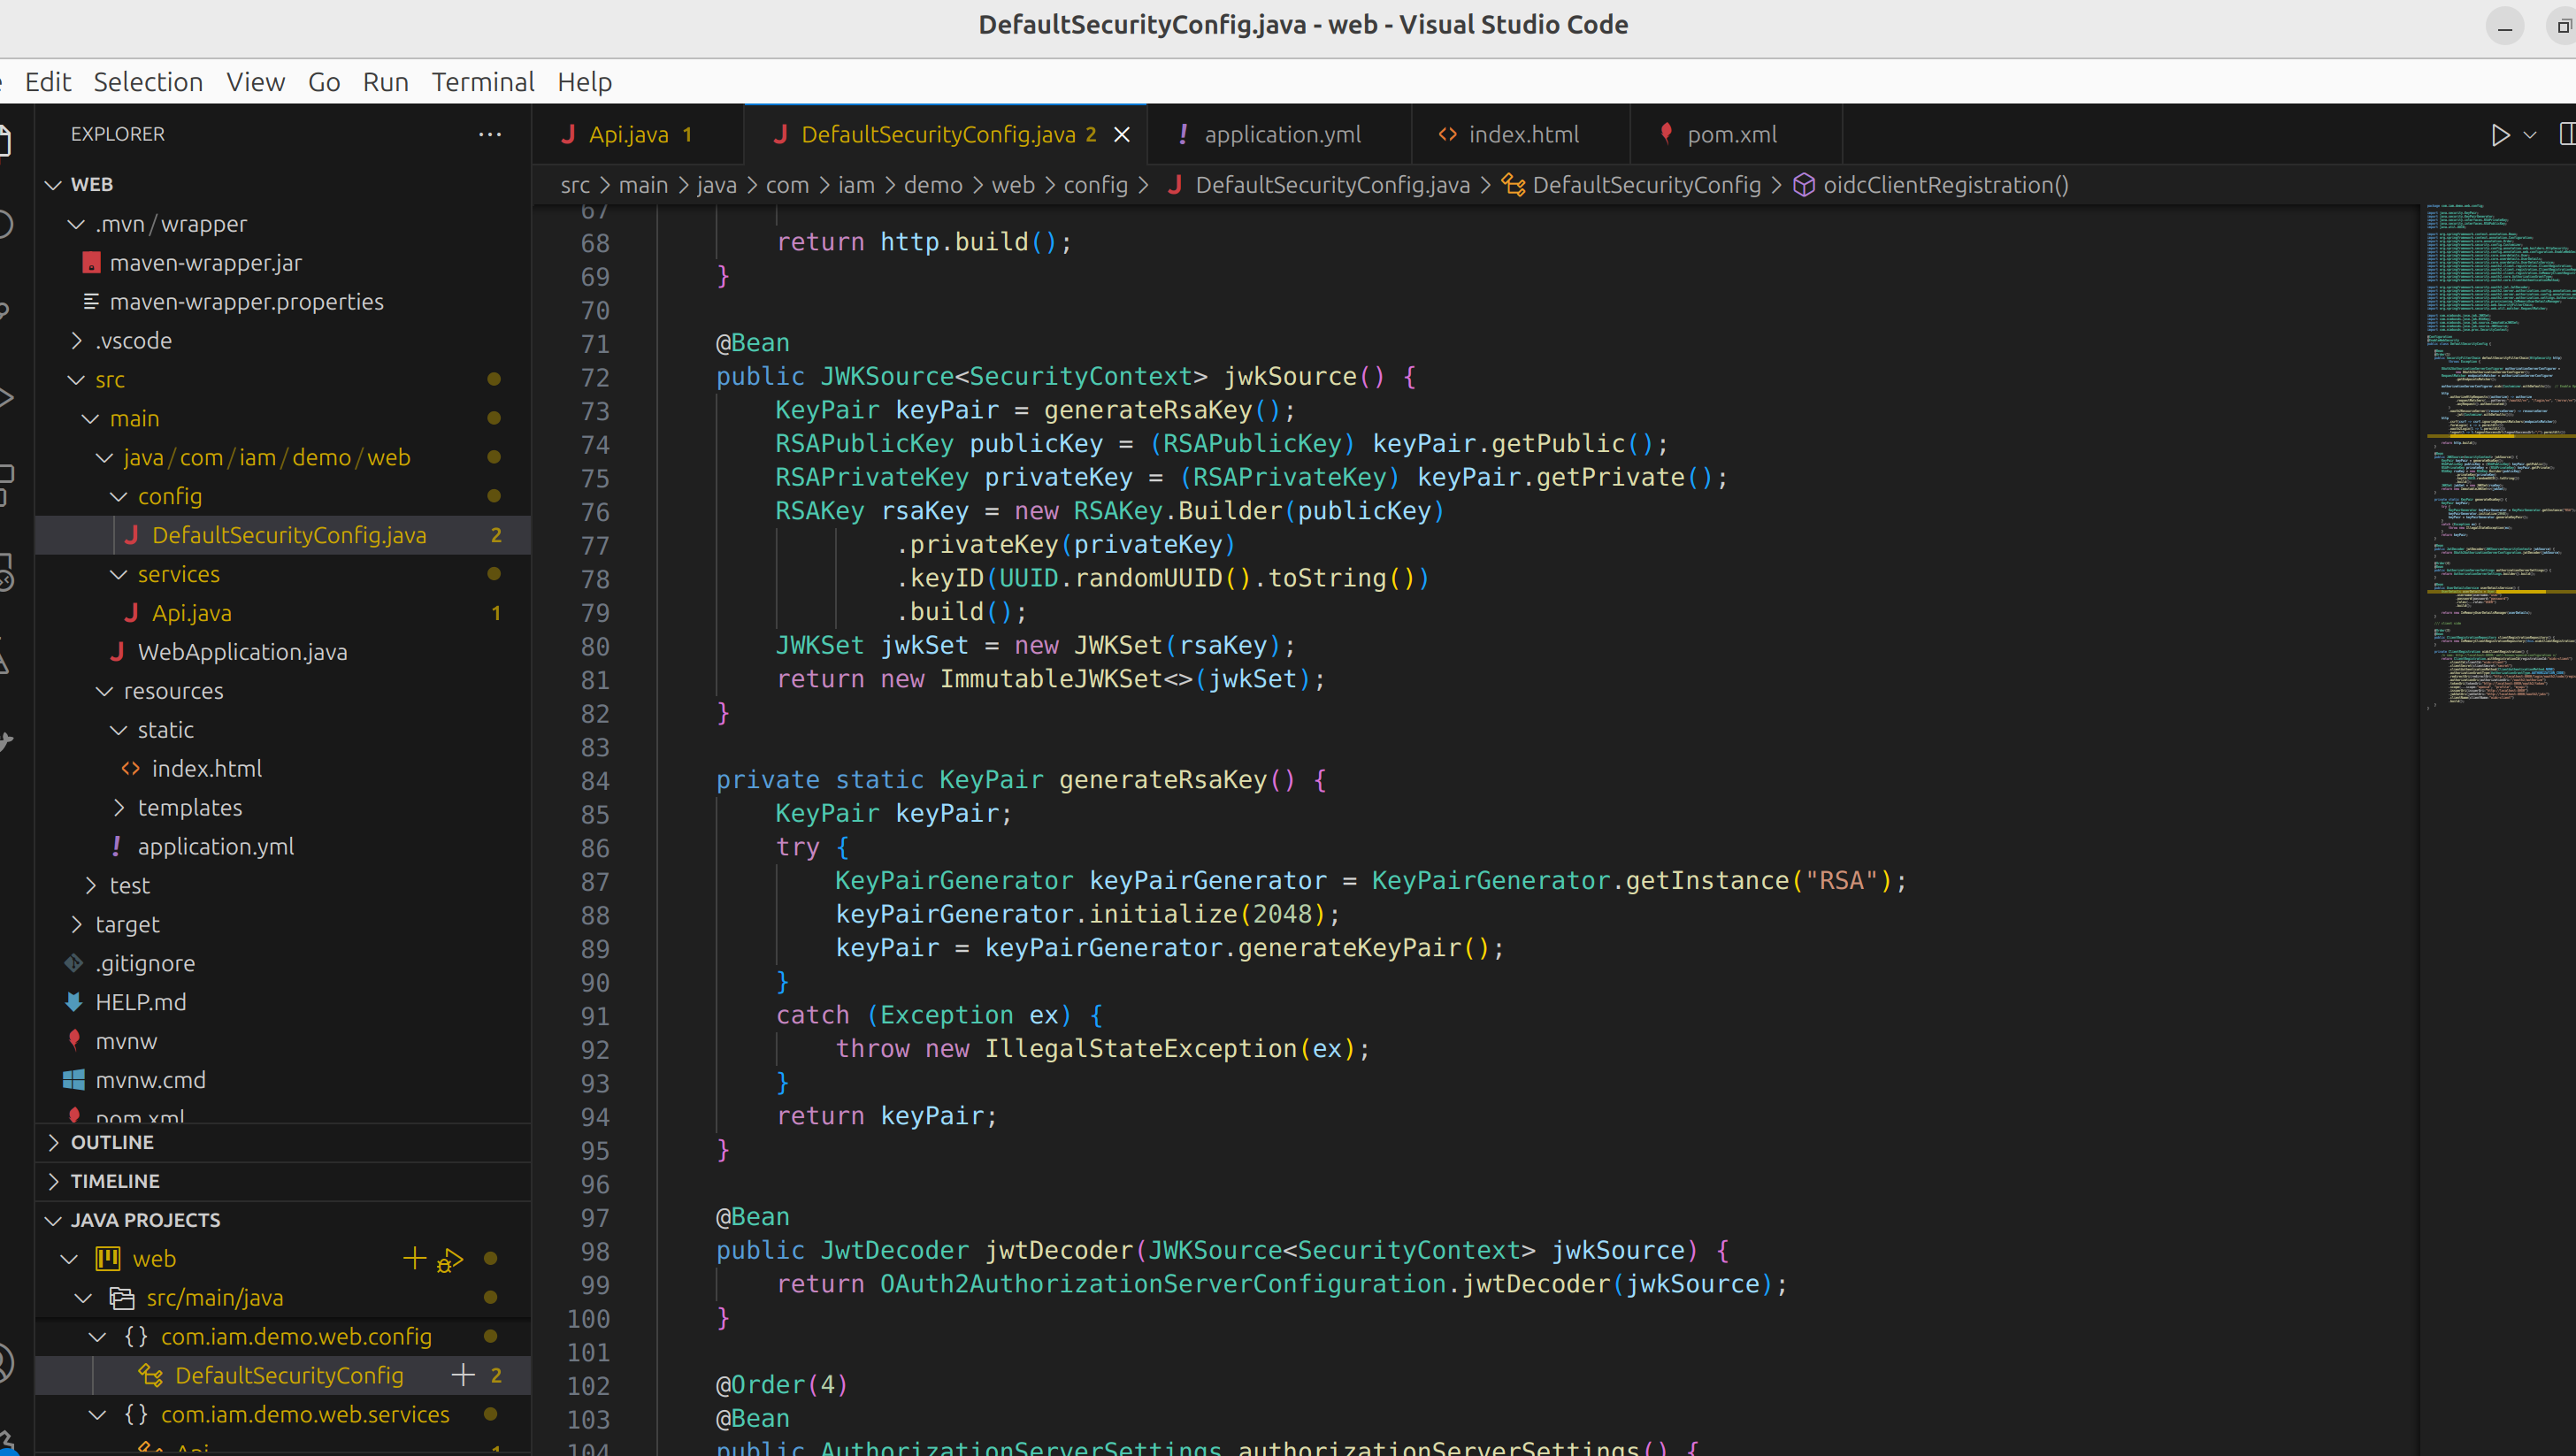 DefaultSecurityConfig.java - web - Visual Studio Code
Edit Selection View Go Run Terminal Help
EXPLORER
WEB
.mvn / wrapper
maven-wrapper.jar
maven-wrapper.properties
.vscode
src
main
java / com / iam / demo / web
config
DefaultSecurityConfig.java 2
services
Api.java 1
WebApplication.java
resources
static
index.html
templates
application.yml
test
target
.gitignore
HELP.md
mvnw
mvnw.cmd
pom.xml
OUTLINE
TIMELINE
JAVA PROJECTS
web
src/main/java
com.iam.demo.web.config
DefaultSecurityConfig 2
com.iam.demo.web.services
Api 1
Api.java 1 DefaultSecurityConfig.java 2 application.yml index.html pom.xml
src > main > java > com > iam > demo > web > config > DefaultSecurityConfig.java > DefaultSecurityConfig > oidcClientRegistration()
67
68 return http.build();
69 }
70
71 @Bean
72 public JWKSource<SecurityContext> jwkSource() {
73 KeyPair keyPair = generateRsaKey();
74 RSAPublicKey publicKey = (RSAPublicKey) keyPair.getPublic();
75 RSAPrivateKey privateKey = (RSAPrivateKey) keyPair.getPrivate();
76 RSAKey rsaKey = new RSAKey.Builder(publicKey)
77 .privateKey(privateKey)
78 .keyID(UUID.randomUUID().toString())
79 .build();
80 JWKSet jwkSet = new JWKSet(rsaKey);
81 return new ImmutableJWKSet<>(jwkSet);
82 }
83
84 private static KeyPair generateRsaKey() {
85 KeyPair keyPair;
86 try {
87 KeyPairGenerator keyPairGenerator = KeyPairGenerator.getInstance("RSA");
88 keyPairGenerator.initialize(2048);
89 keyPair = keyPairGenerator.generateKeyPair();
90 }
91 catch (Exception ex) {
92 throw new IllegalStateException(ex);
93 }
94 return keyPair;
95 }
96
97 @Bean
98 public JwtDecoder jwtDecoder(JWKSource<SecurityContext> jwkSource) {
99 return OAuth2AuthorizationServerConfiguration.jwtDecoder(jwkSource);
100 }
101
102 @Order(4)
103 @Bean
104 public AuthorizationServerSettings authorizationServerSettings() {